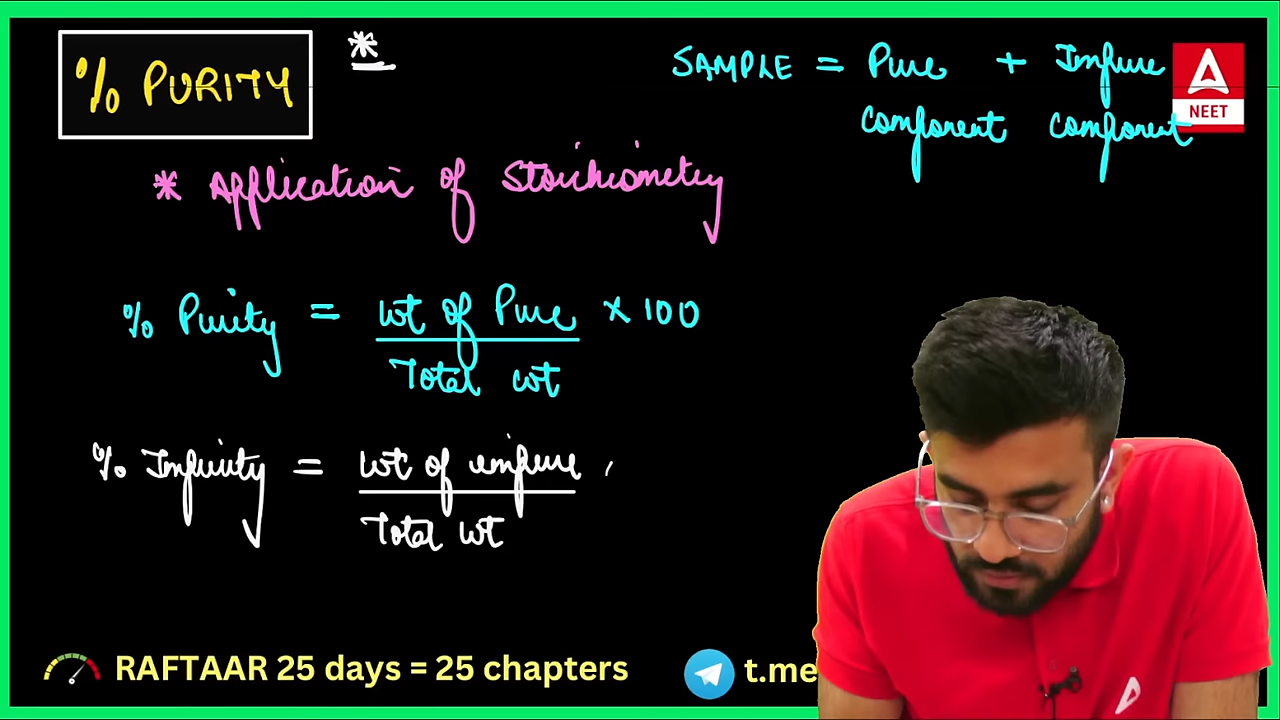 % PURITY *
SAMPLE = Pure + Impure
component component
NEET
* Application of Stoichiometry
% Purity = wt of Pure × 100
Total wt
% Impurity = wt of impure
Total wt
RAFTAAR 25 days = 25 chapters
t.me